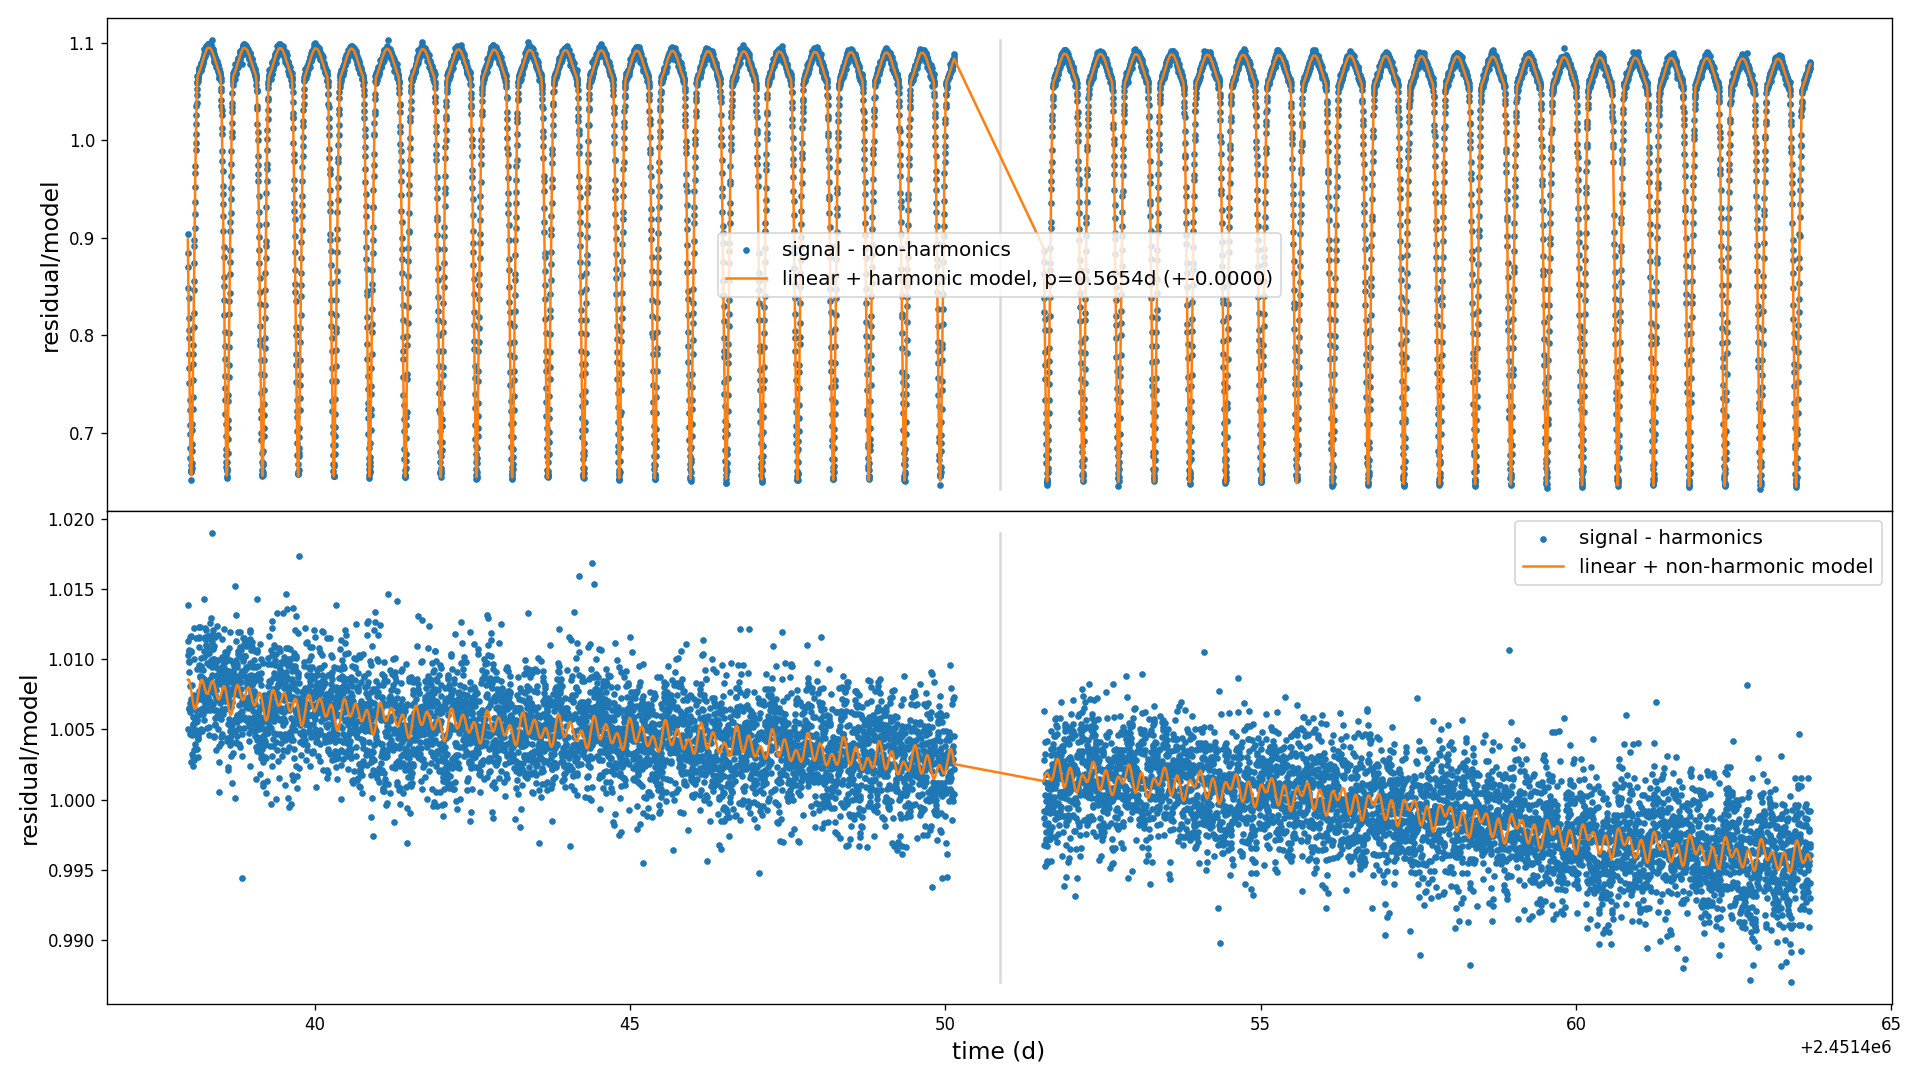 1.1
1.0
0.9
0.8
0.7
residual/model
signal - non-harmonics
linear + harmonic model, p=0.5654d (+-0.0000)
1.020
1.015
1.010
1.005
1.000
0.995
0.990
residual/model
signal - harmonics
linear + non-harmonic model
40 45 50 55 60 65
time (d)
+2.4514e6